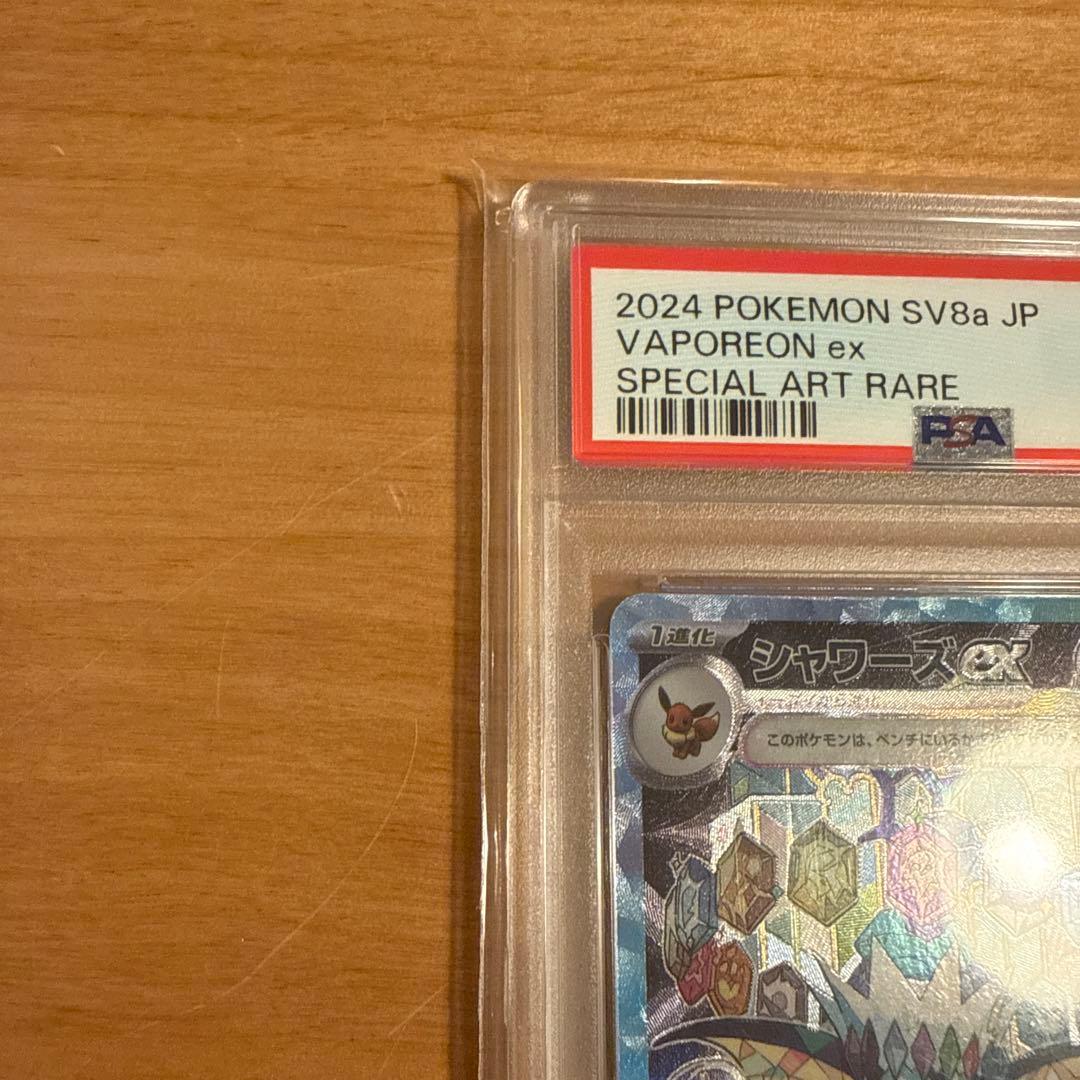 2024 POKEMON SV8a JP
VAPOREON ex
SPECIAL ART RARE
PSA
1進化
シャワーズex
このポケモンは、ベンチにいるか